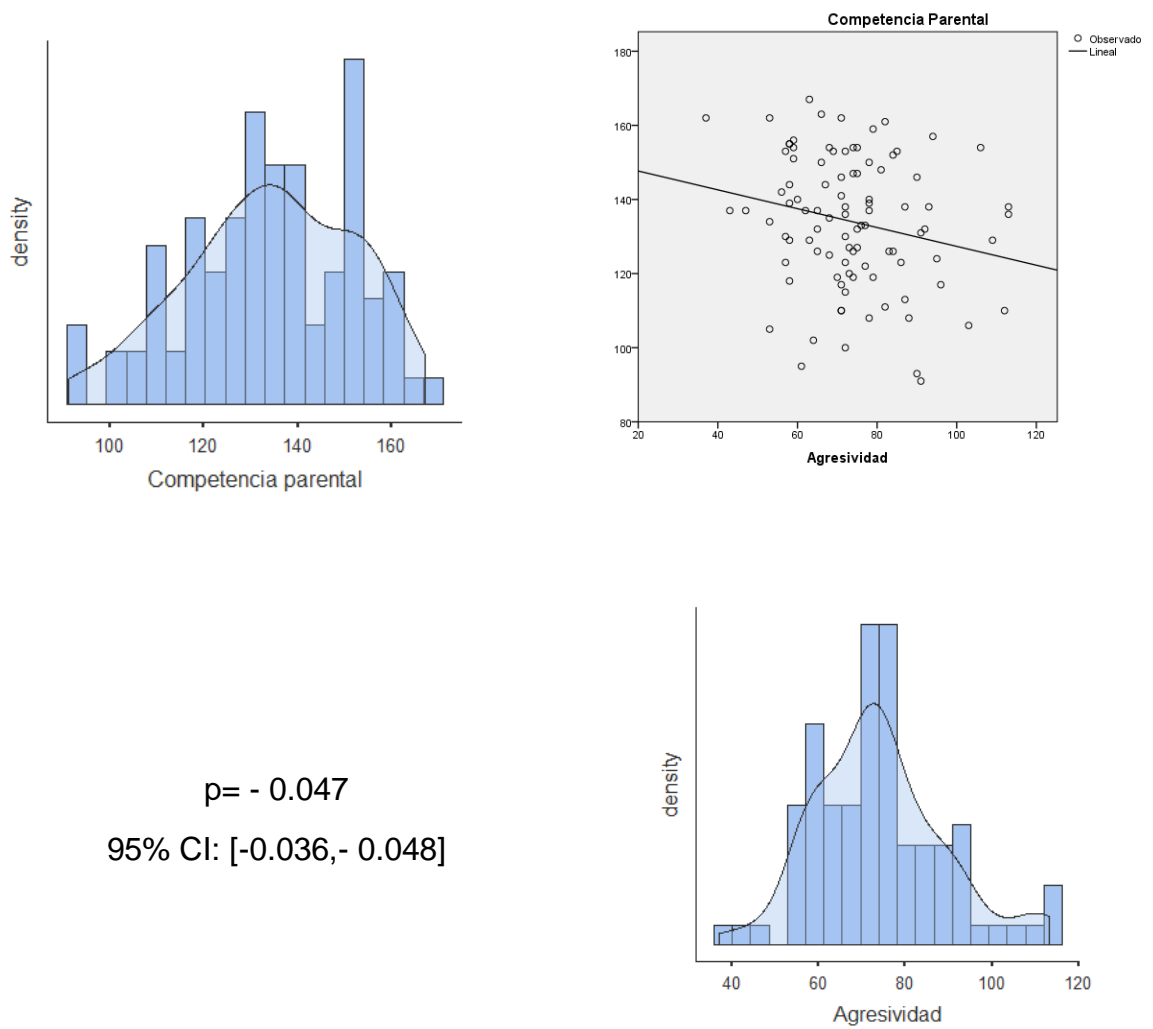 density
100 120 140 160
Competencia parental
Competencia Parental
Observado
Lineal
180
160
140
120
100
80
20 40 60 80 100 120
Agresividad
p= - 0.047
95% CI: [-0.036,- 0.048]
density
40 60 80 100 120
Agresividad